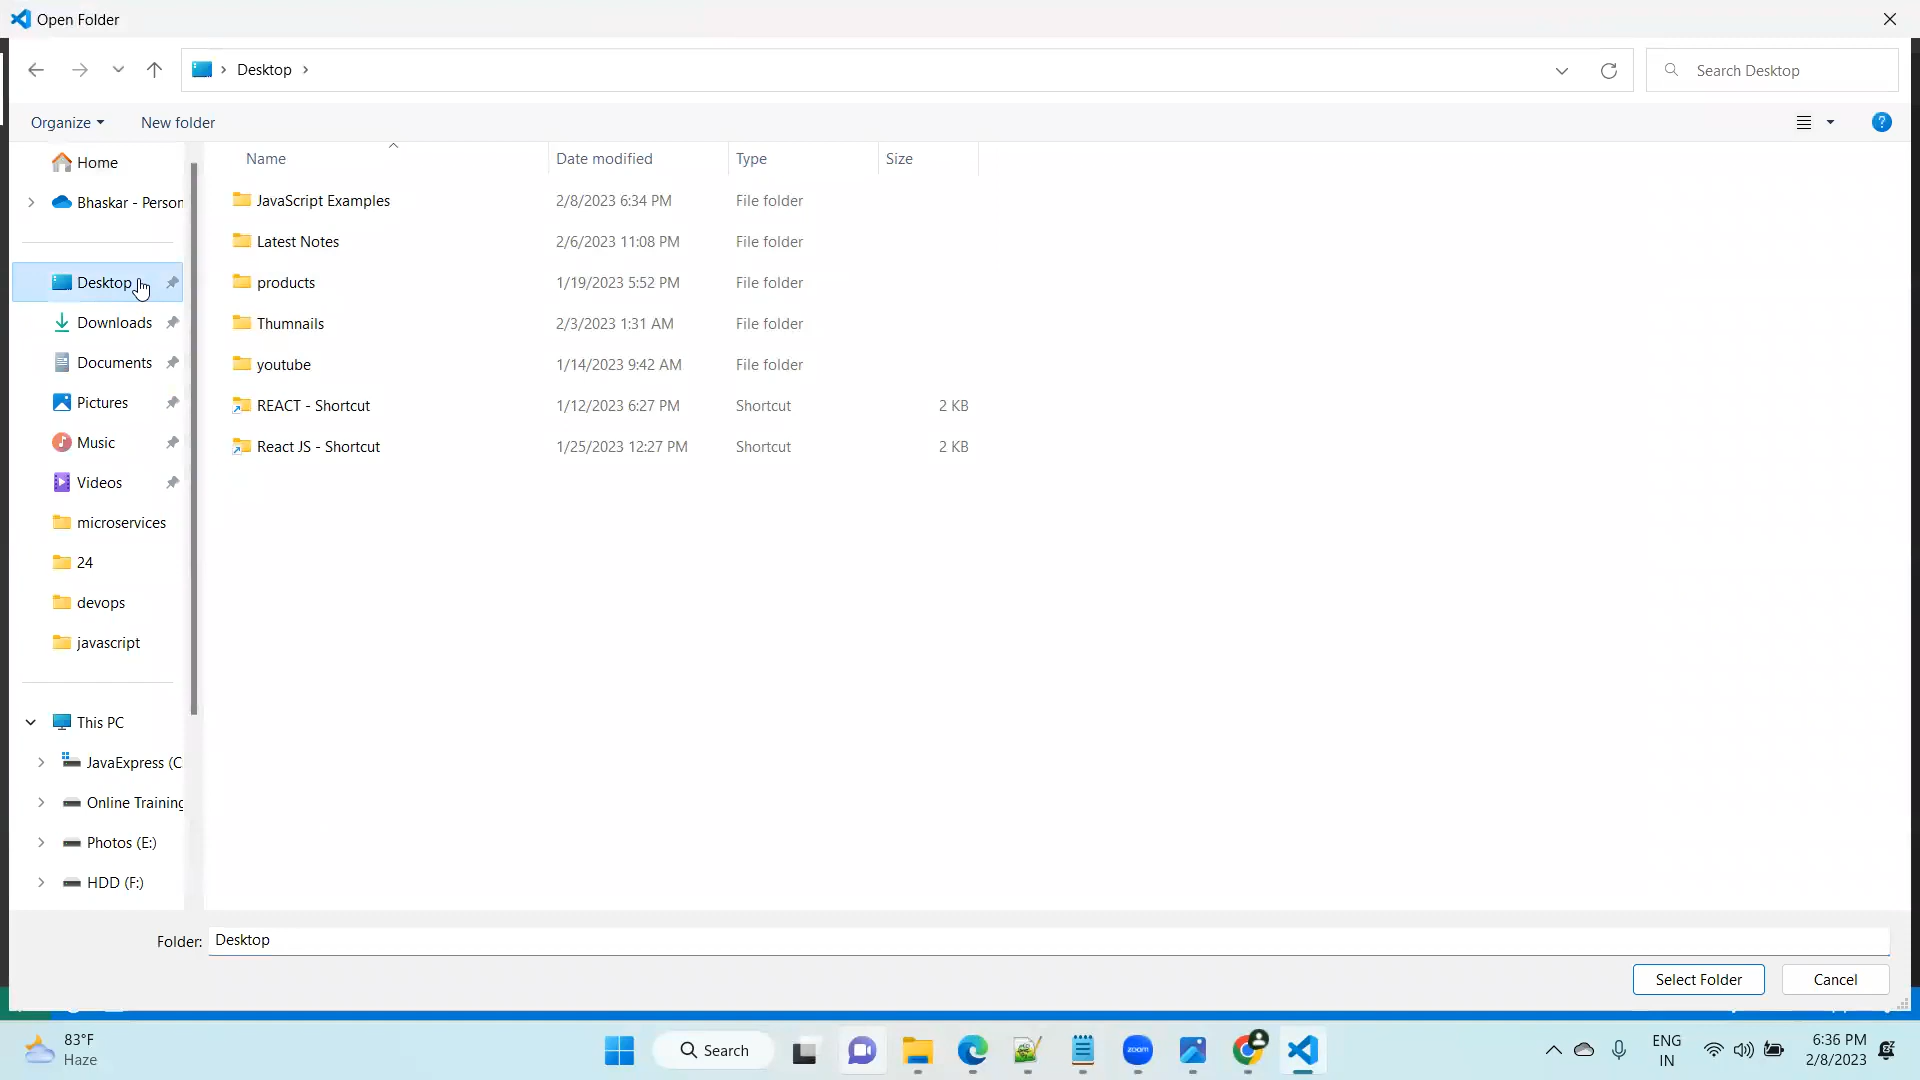 Open Folder
Desktop
Search Desktop
Organize
New folder
Name
Date modified
Type
Size
Home
Bhaskar - Person
Desktop
Downloads
Documents
Pictures
Music
Videos
microservices
24
devops
javascript
This PC
JavaExpress (C
Online Training
Photos (E:)
HDD (F:)
JavaScript Examples 2/8/2023 6:34 PM File folder
Latest Notes 2/6/2023 11:08 PM File folder
products 1/19/2023 5:52 PM File folder
Thumnails 2/3/2023 1:31 AM File folder
youtube 1/14/2023 9:42 AM File folder
REACT - Shortcut 1/12/2023 6:27 PM Shortcut 2 KB
React JS - Shortcut 1/25/2023 12:27 PM Shortcut 2 KB
Folder: Desktop
Select Folder
Cancel
83°F
Haze
Search
zoom
ENG
IN
6:36 PM
2/8/2023